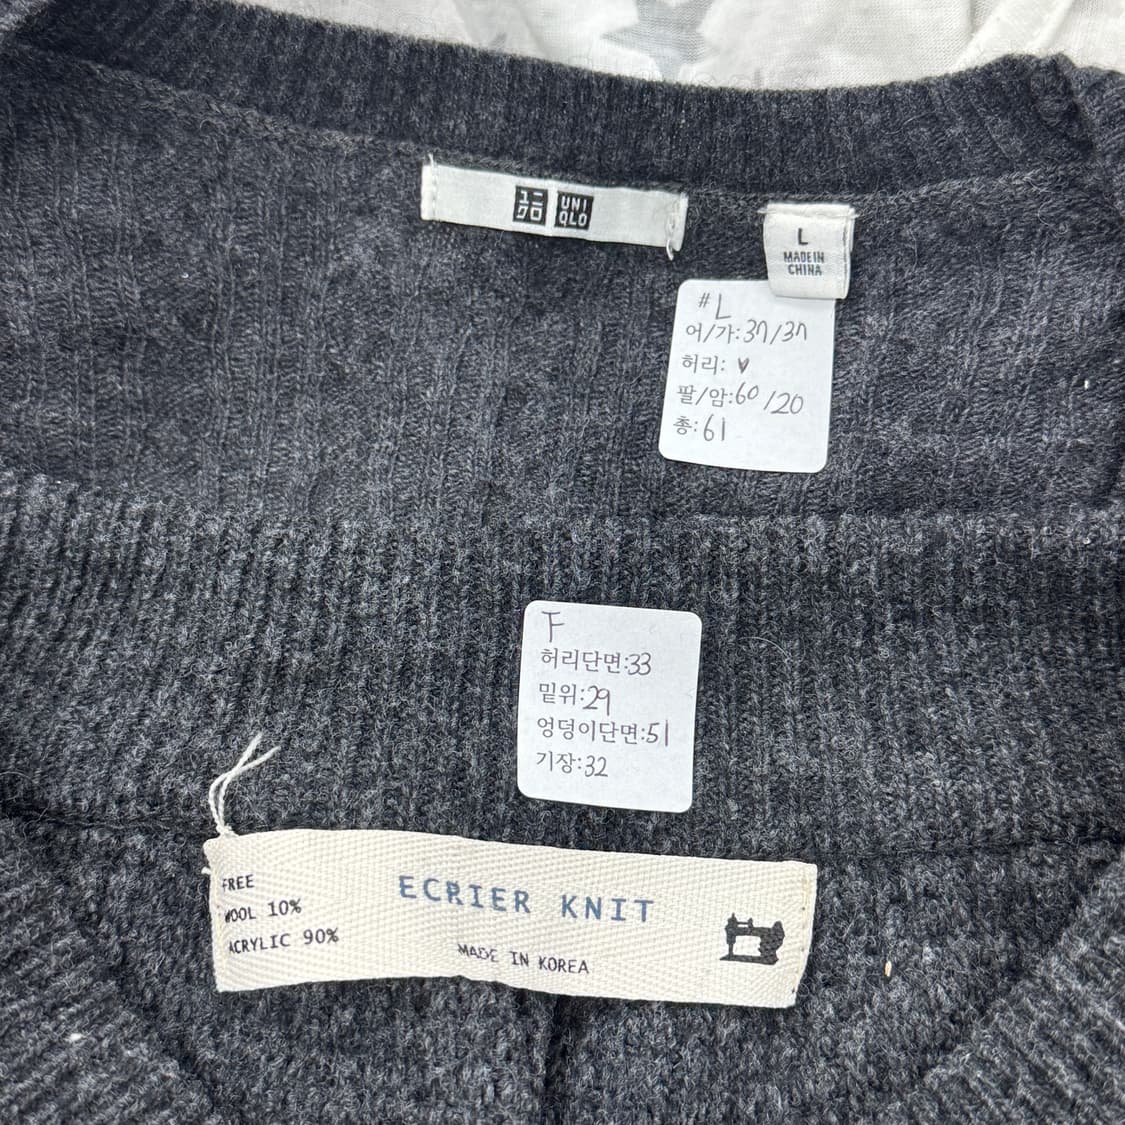 ユニ
クロ
UNI
QLO
L
MADE IN
CHINA
# L
어/가:37/37
허리: ♥
팔/암:60/20
총:61
F
허리단면:33
밑위:29
엉덩이단면:51
기장:32
FREE
WOOL 10%
ACRYLIC 90%
ECRIER KNIT
MADE IN KOREA